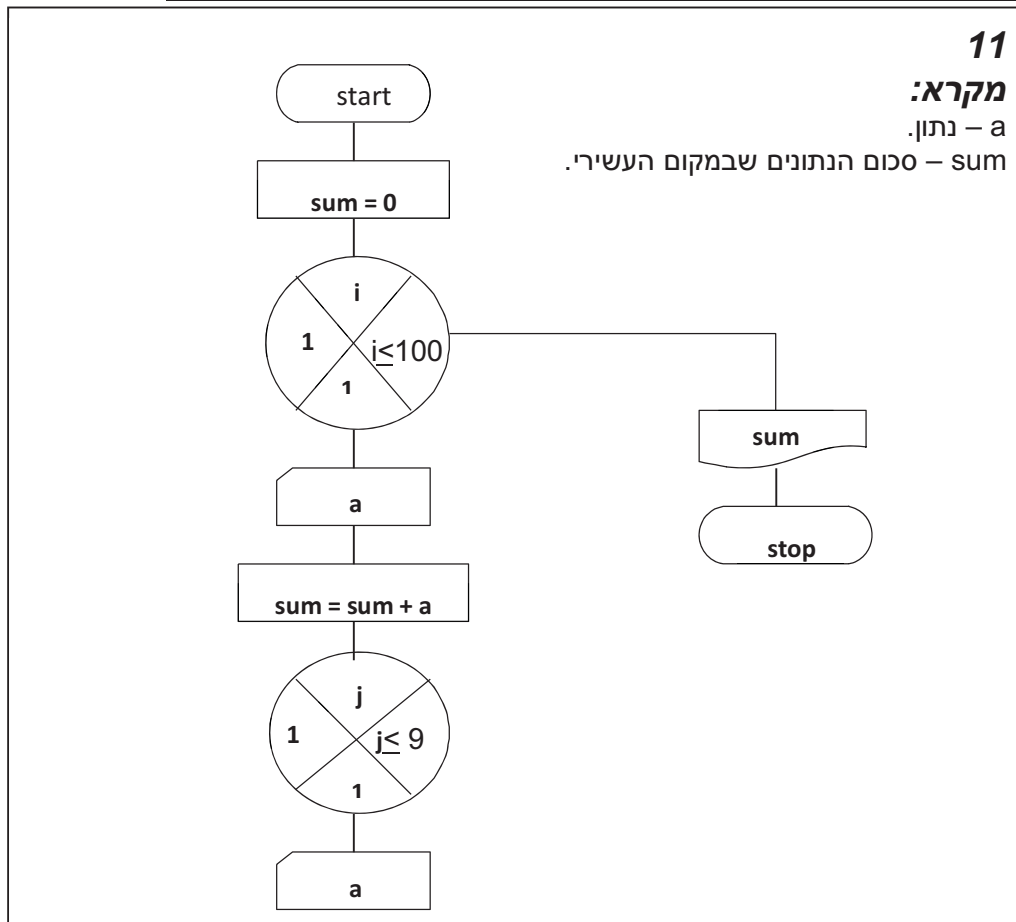 11
מקרא:
a – נתון.
sum – סכום הנתונים שבמקום העשירי.
start
sum = 0
i
1
i≤100
1
sum
a
stop
sum = sum + a
j
1
j≤ 9
1
a